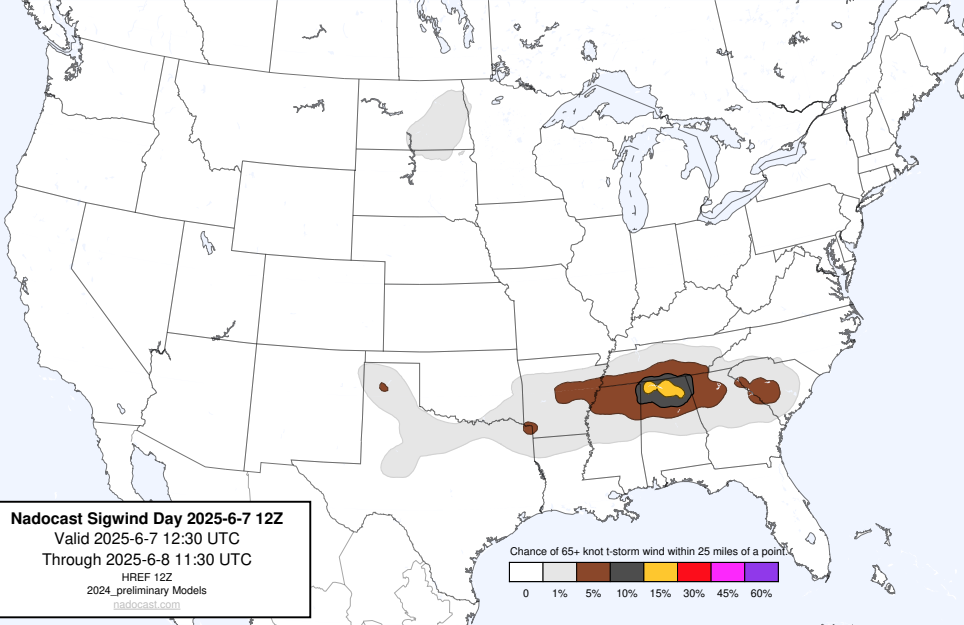 Nadocast Sigwind Day 2025-6-7 12Z
Valid 2025-6-7 12:30 UTC
Through 2025-6-8 11:30 UTC
HREF 12Z
2024_preliminary Models
nadocast.com
Chance of 65+ knot t-storm wind within 25 miles of a point.
0 1% 5% 10% 15% 30% 45% 60%